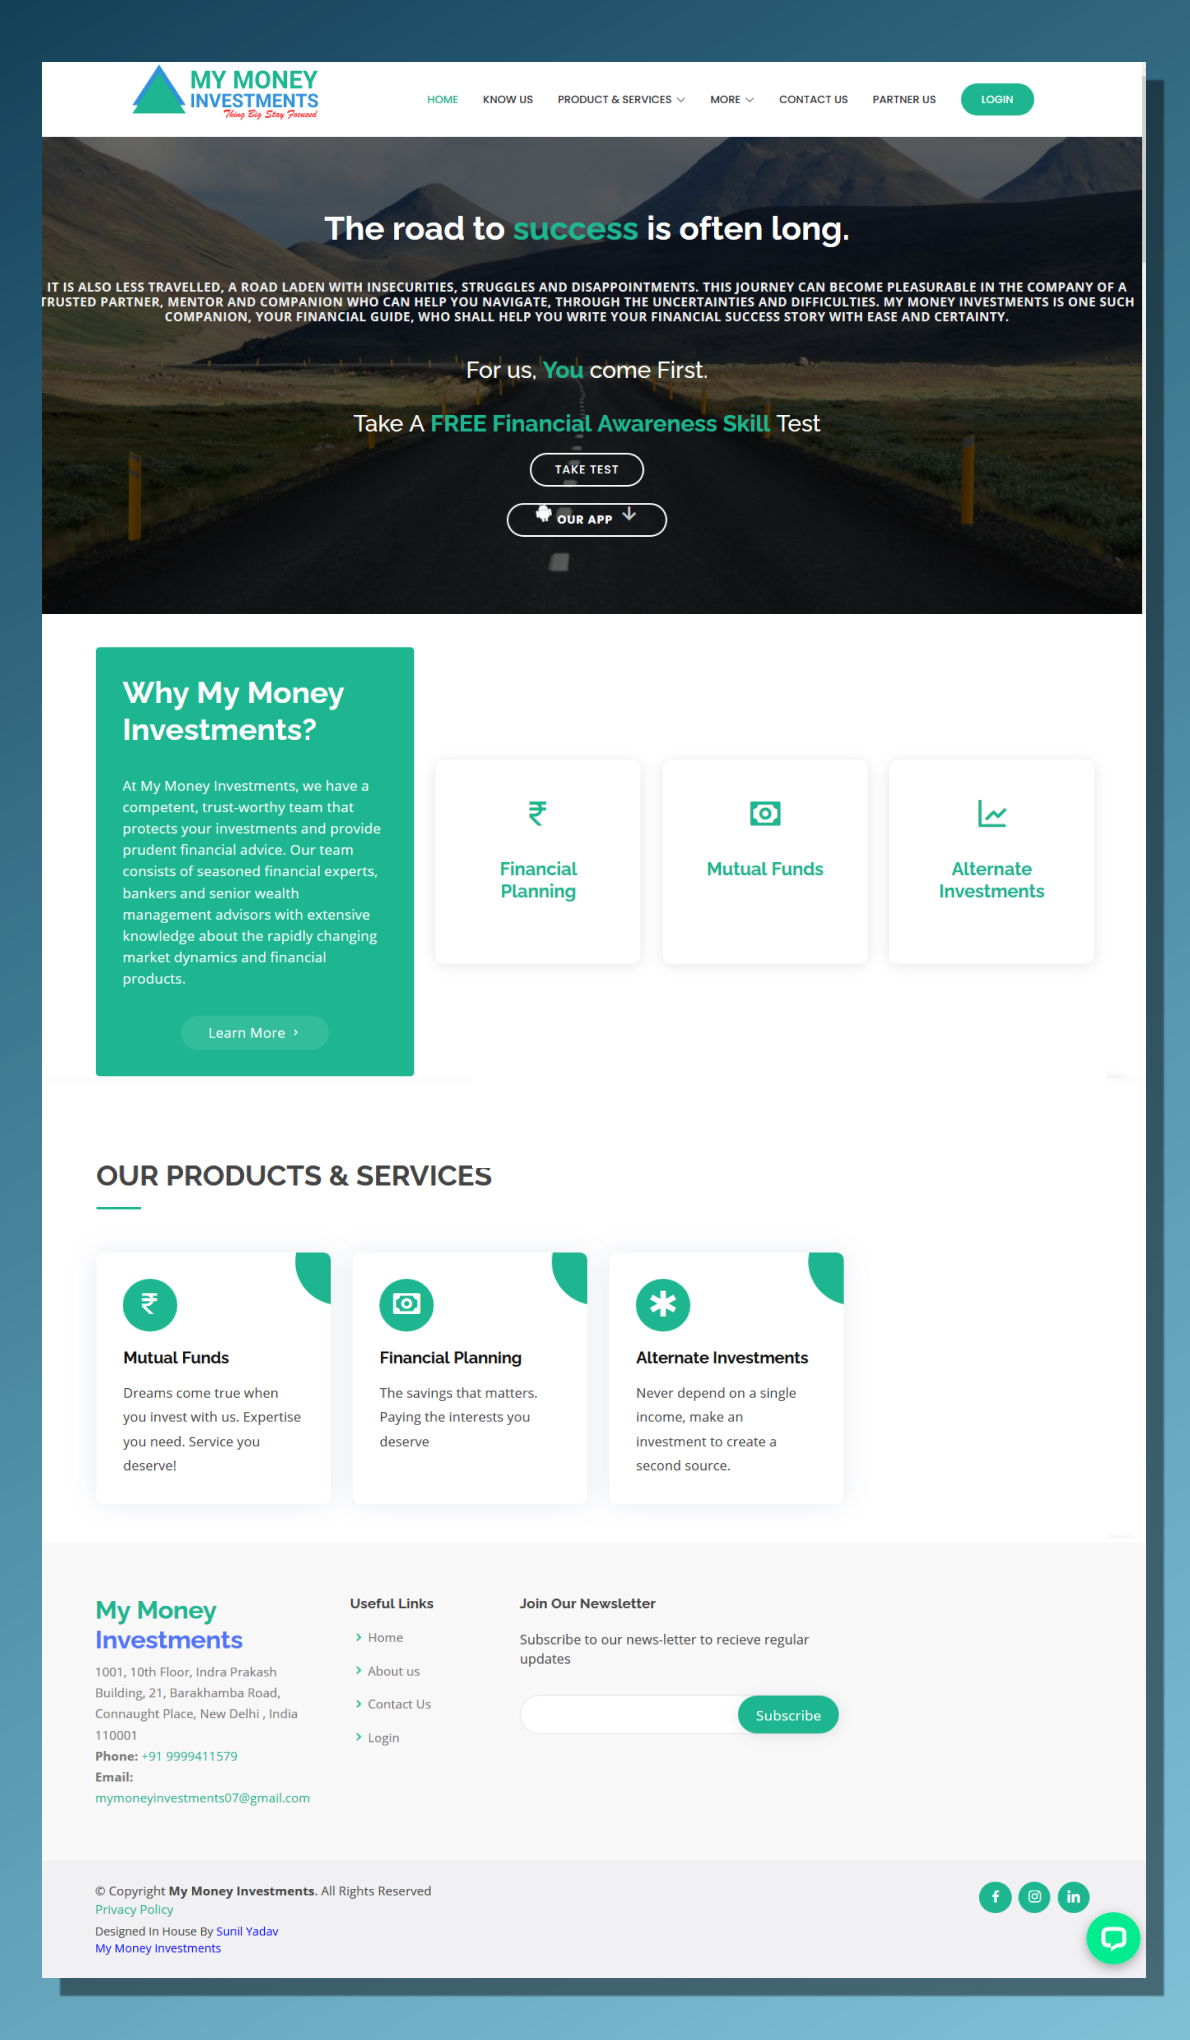 MY MONEY
INVESTMENTS
Thing Big Stay Focused
HOME KNOW US PRODUCT & SERVICES MORE CONTACT US PARTNER US LOGIN
The road to success is often long.
IT IS ALSO LESS TRAVELLED, A ROAD LADEN WITH INSECURITIES, STRUGGLES AND DISAPPOINTMENTS. THIS JOURNEY CAN BECOME PLEASURABLE IN THE COMPANY OF A
TRUSTED PARTNER, MENTOR AND COMPANION WHO CAN HELP YOU NAVIGATE, THROUGH THE UNCERTAINTIES AND DIFFICULTIES. MY MONEY INVESTMENTS IS ONE SUCH
COMPANION, YOUR FINANCIAL GUIDE, WHO SHALL HELP YOU WRITE YOUR FINANCIAL SUCCESS STORY WITH EASE AND CERTAINTY.
For us, You come First.
Take A FREE Financial Awareness Skill Test
TAKE TEST
OUR APP
Why My Money
Investments?
At My Money Investments, we have a
competent, trust-worthy team that
protects your investments and provide
prudent financial advice. Our team
consists of seasoned financial experts,
bankers and senior wealth
management advisors with extensive
knowledge about the rapidly changing
market dynamics and financial
products.
Learn More
₹
Financial
Planning
Mutual Funds
Alternate
Investments
OUR PRODUCTS & SERVICES
₹
Mutual Funds
Dreams come true when
you invest with us. Expertise
you need. Service you
deserve!
Financial Planning
The savings that matters.
Paying the interests you
deserve
Alternate Investments
Never depend on a single
income, make an
investment to create a
second source.
My Money
Investments
1001, 10th Floor, Indra Prakash
Building, 21, Barakhamba Road,
Connaught Place, New Delhi , India
110001
Phone: +91 9999411579
Email:
mymoneyinvestments07@gmail.com
Useful Links
Home
About us
Contact Us
Login
Join Our Newsletter
Subscribe to our news-letter to recieve regular
updates
Subscribe
© Copyright My Money Investments. All Rights Reserved
Privacy Policy
Designed In House By Sunil Yadav
My Money Investments